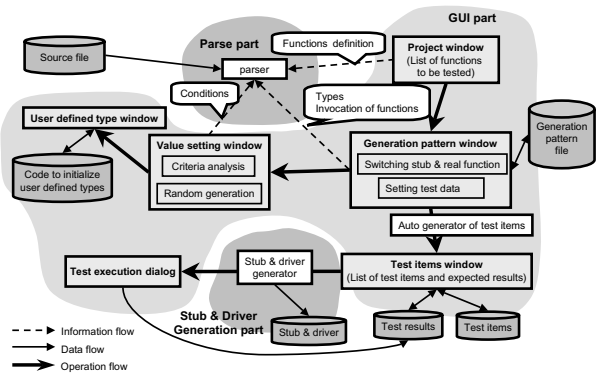 GUI part
Parse part
Functions definition
Source file
Project window
(List of functions
to be tested)
parser
Conditions
Types
Invocation of functions
User defined type window
Value setting window
Criteria analysis
Random generation
Generation pattern window
Switching stub & real function
Setting test data
Generation
pattern
file
Code to initialize
user defined types
Auto generator of test items
Test execution dialog
Stub & driver
generator
Test items window
(List of test items and expected results)
Stub & Driver
Generation part
Stub & driver
Test results
Test items
Information flow
Data flow
Operation flow